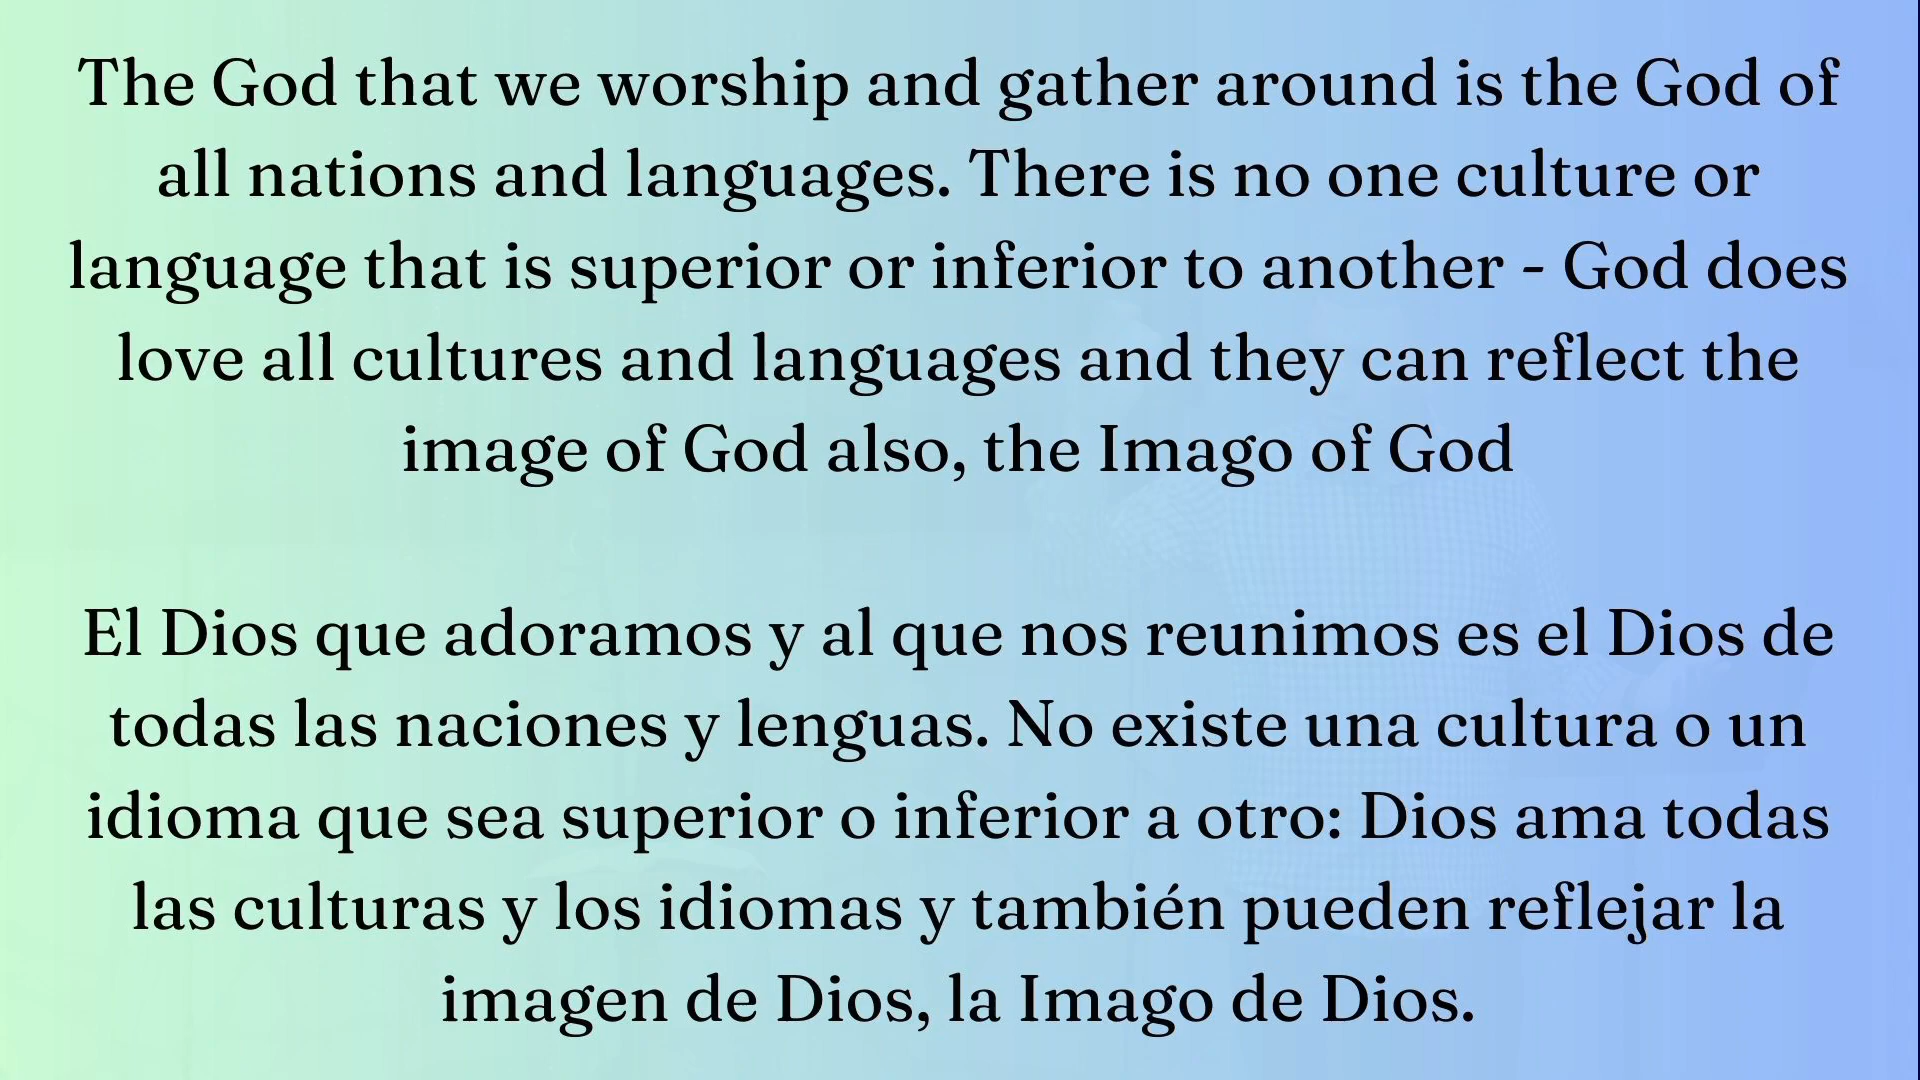 The God that we worship and gather around is the God of
all nations and languages. There is no one culture or
language that is superior or inferior to another - God does
love all cultures and languages and they can reflect the
image of God also, the Imago of God
El Dios que adoramos y al que nos reunimos es el Dios de
todas las naciones y lenguas. No existe una cultura o un
idioma que sea superior o inferior a otro: Dios ama todas
las culturas y los idiomas y también pueden reflejar la
imagen de Dios, la Imago de Dios.